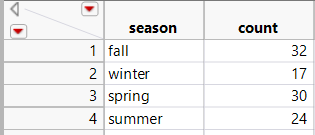 season count
1 fall 32
2 winter 17
3 spring 30
4 summer 24